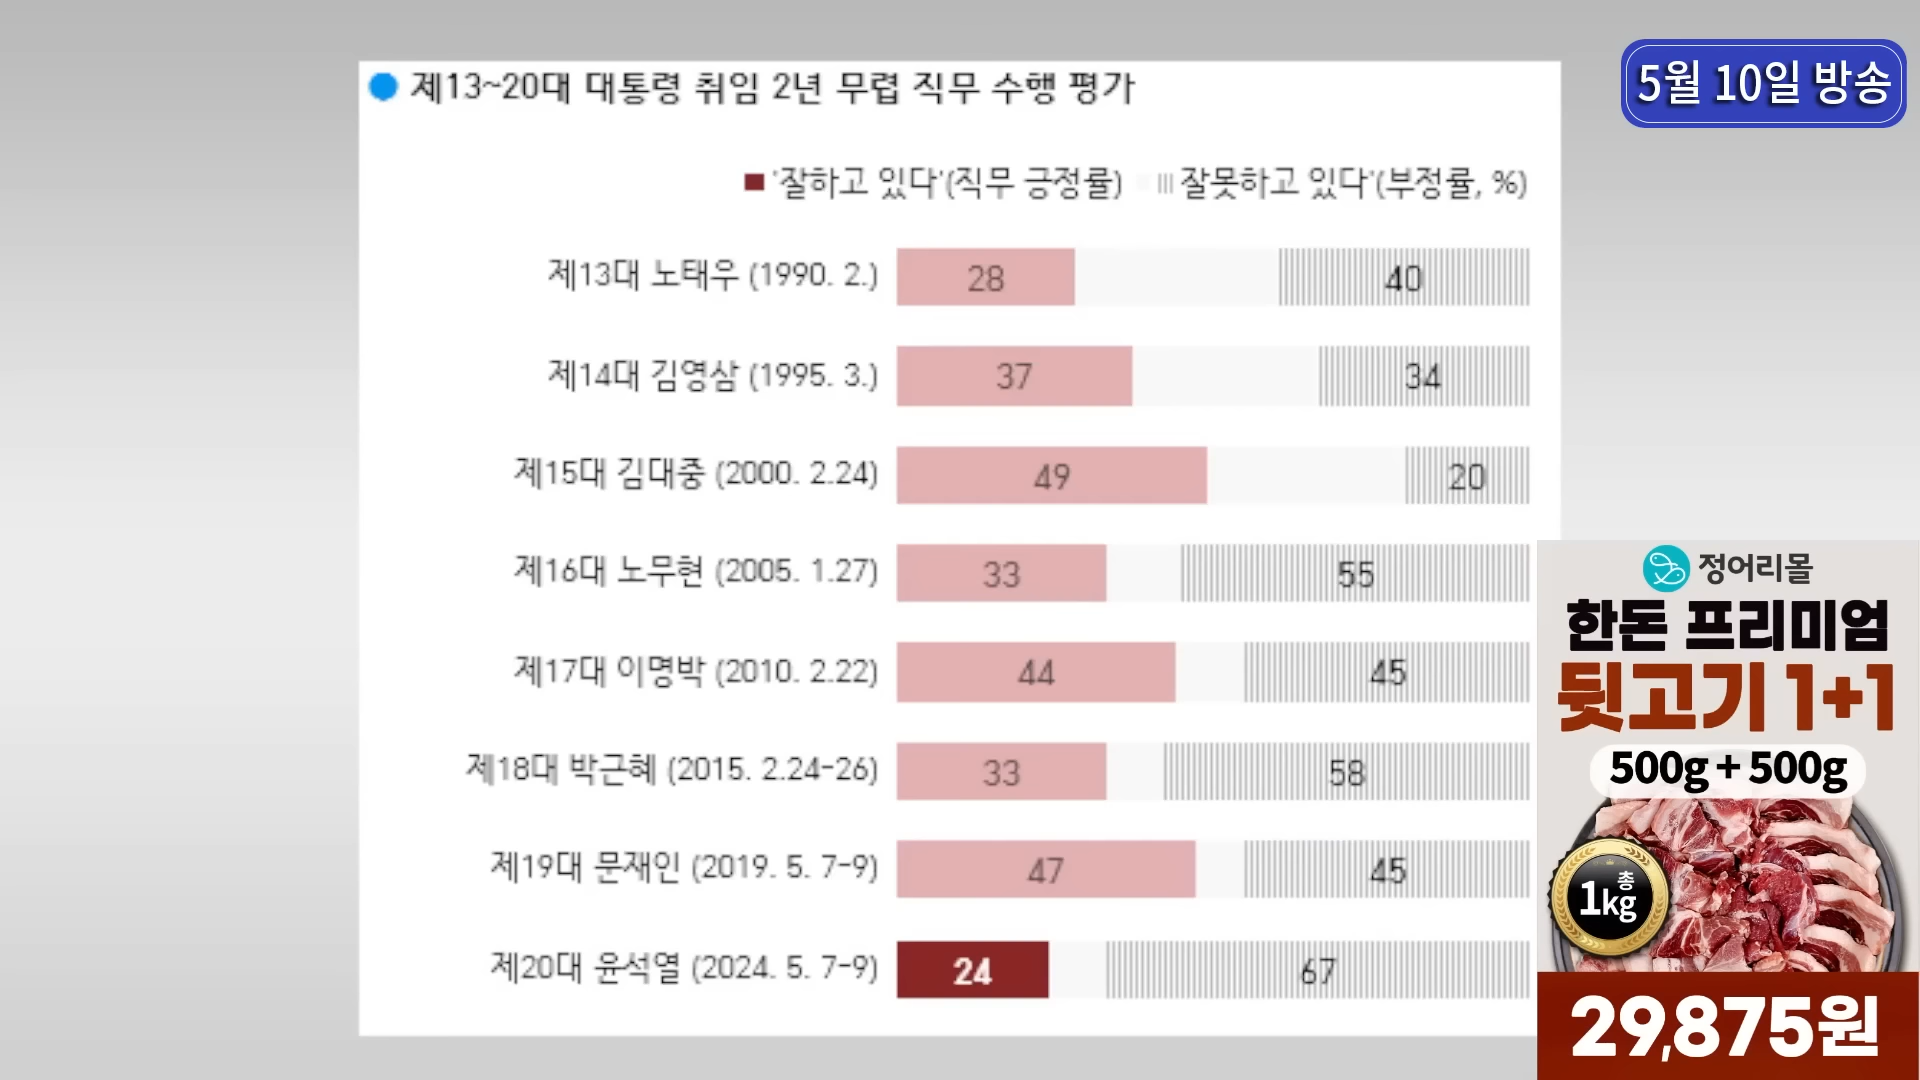 제13~20대 대통령 취임 2년 무렵 직무 수행 평가
5월 10일 방송
'잘하고 있다'(직무 긍정률) 잘못하고 있다'(부정률, %)
제13대 노태우 (1990. 2.) 28 40
제14대 김영삼 (1995. 3.) 37 34
제15대 김대중 (2000. 2.24) 49 20
제16대 노무현 (2005. 1.27) 33 55
제17대 이명박 (2010. 2.22) 44 45
제18대 박근혜 (2015. 2.24-26) 33 58
제19대 문재인 (2019. 5. 7-9) 47 45
제20대 윤석열 (2024. 5. 7-9) 24 67
정어리몰
한돈 프리미엄
뒷고기 1+1
500g + 500g
총
1kg
29,875원